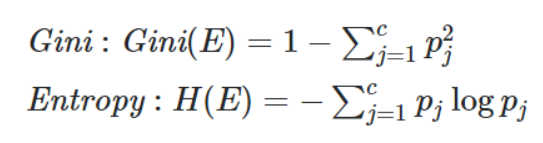 Gini : Gini(E) = 1 − ∑_{j=1}^{c} p_j^2
Entropy : H(E) = − ∑_{j=1}^{c} p_j log p_j